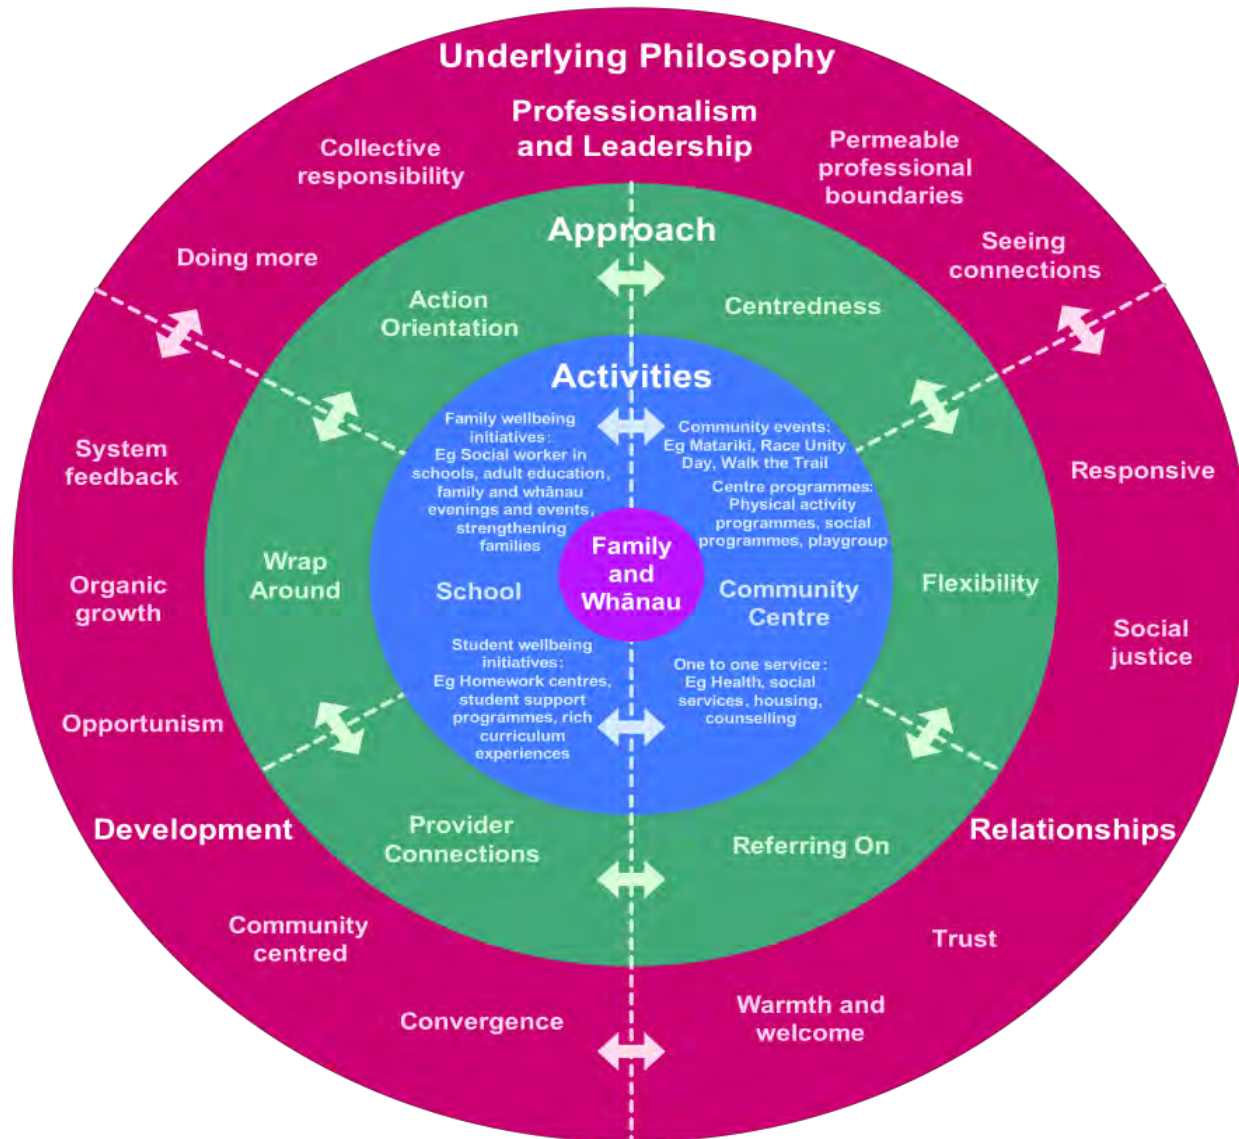 Underlying Philosophy
Professionalism
and Leadership
Collective
responsibility
Permeable
professional
boundaries
Doing more
Seeing
connections
Approach
Action
Orientation
Centredness
Activities
Family wellbeing
initiatives:
Eg Social worker in
schools, adult education,
family and whānau
evenings and events,
strengthening
families
Community events:
Eg Matariki, Race Unity
Day, Walk the Trail
Centre programmes:
Physical activity
programmes, social
programmes, playgroup
System
feedback
Responsive
Wrap
Around
School
Family
and
Whānau
Community
Centre
Flexibility
Organic
growth
Social
justice
Student wellbeing
initiatives:
Eg Homework centres,
student support
programmes, rich
curriculum
experiences
One to one service:
Eg Health, social
services, housing,
counselling
Opportunism
Development
Provider
Connections
Referring On
Relationships
Community
centred
Trust
Convergence
Warmth and
welcome